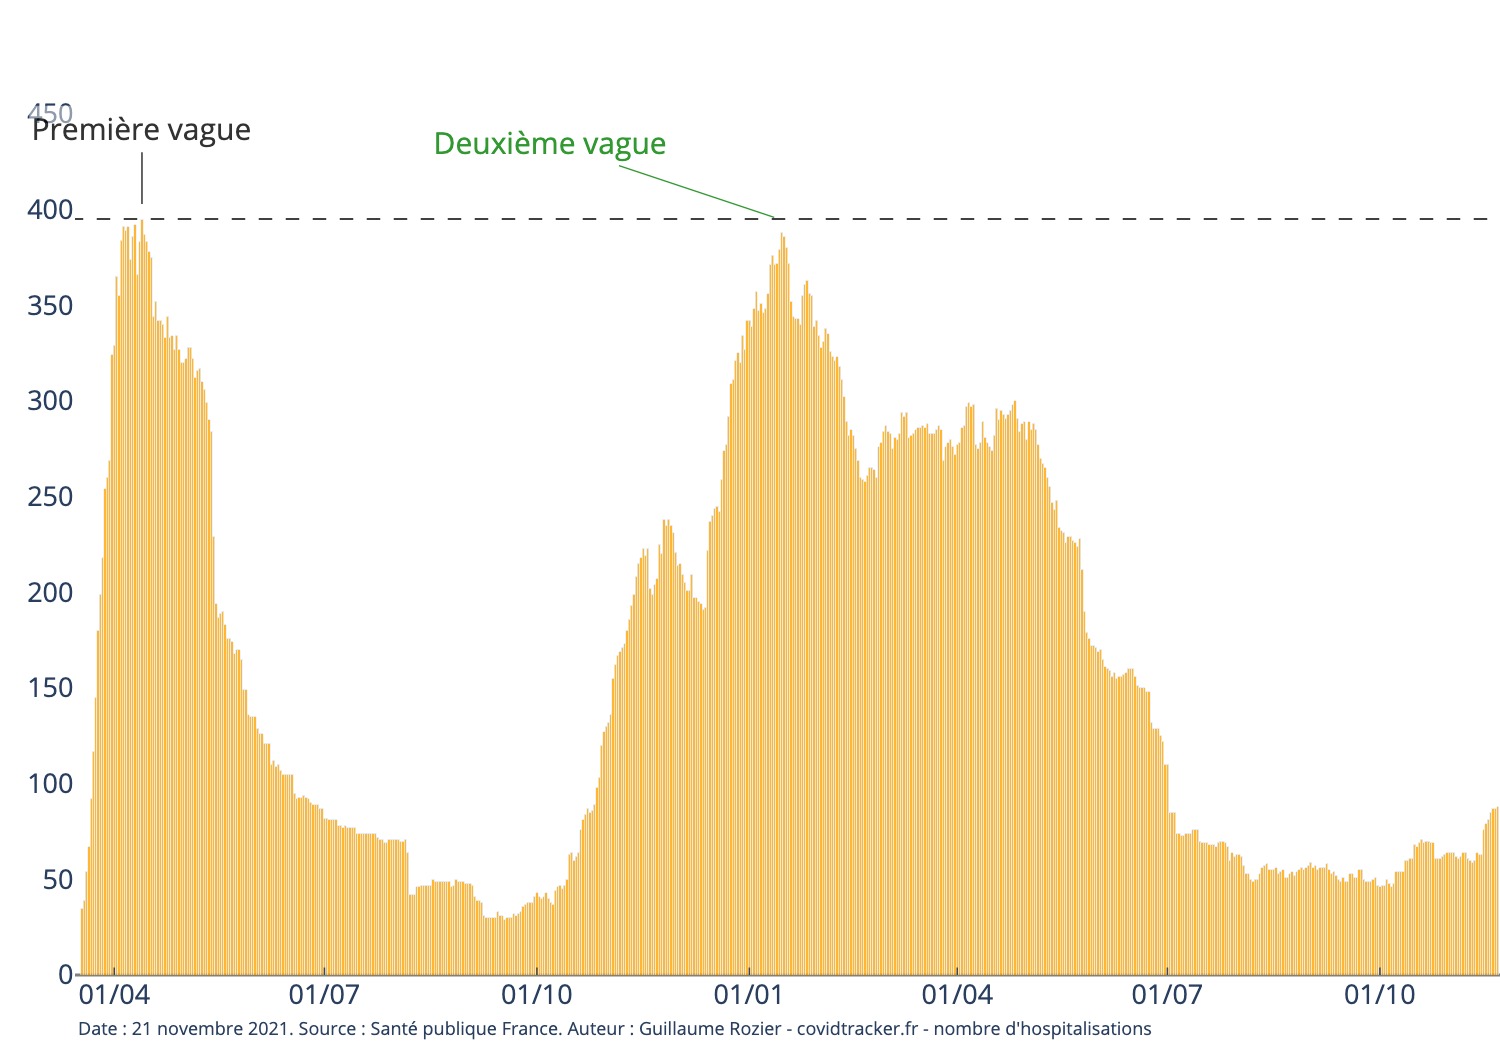 450
Première vague
Deuxième vague
400
350
300
250
200
150
100
50
0
01/04 01/07 01/10 01/01 01/04 01/07 01/10
Date : 21 novembre 2021. Source : Santé publique France. Auteur : Guillaume Rozier - covidtracker.fr - nombre d'hospitalisations